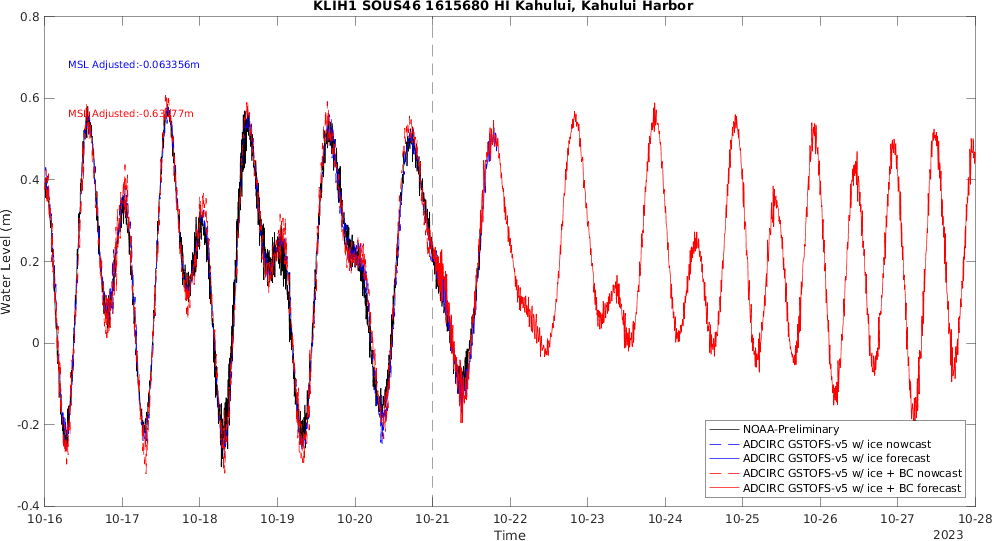 KLIH1 SOUS46 1615680 HI Kahului, Kahului Harbor
0.8
MSL Adjusted:-0.063356m
0.6
MSL Adjusted:
0.4
0.2
0
-0.2
-0.4
Water Level (m)
NOAA-Preliminary
ADCIRC GSTOFS-v5 w/ ice nowcast
ADCIRC GSTOFS-v5 w/ ice forecast
ADCIRC GSTOFS-v5 w/ ice + BC nowcast
ADCIRC GSTOFS-v5 w/ ice + BC forecast
10-16 10-17 10-18 10-19 10-20 10-21 10-22 10-23 10-24 10-25 10-26 10-27 10-28
Time
2023